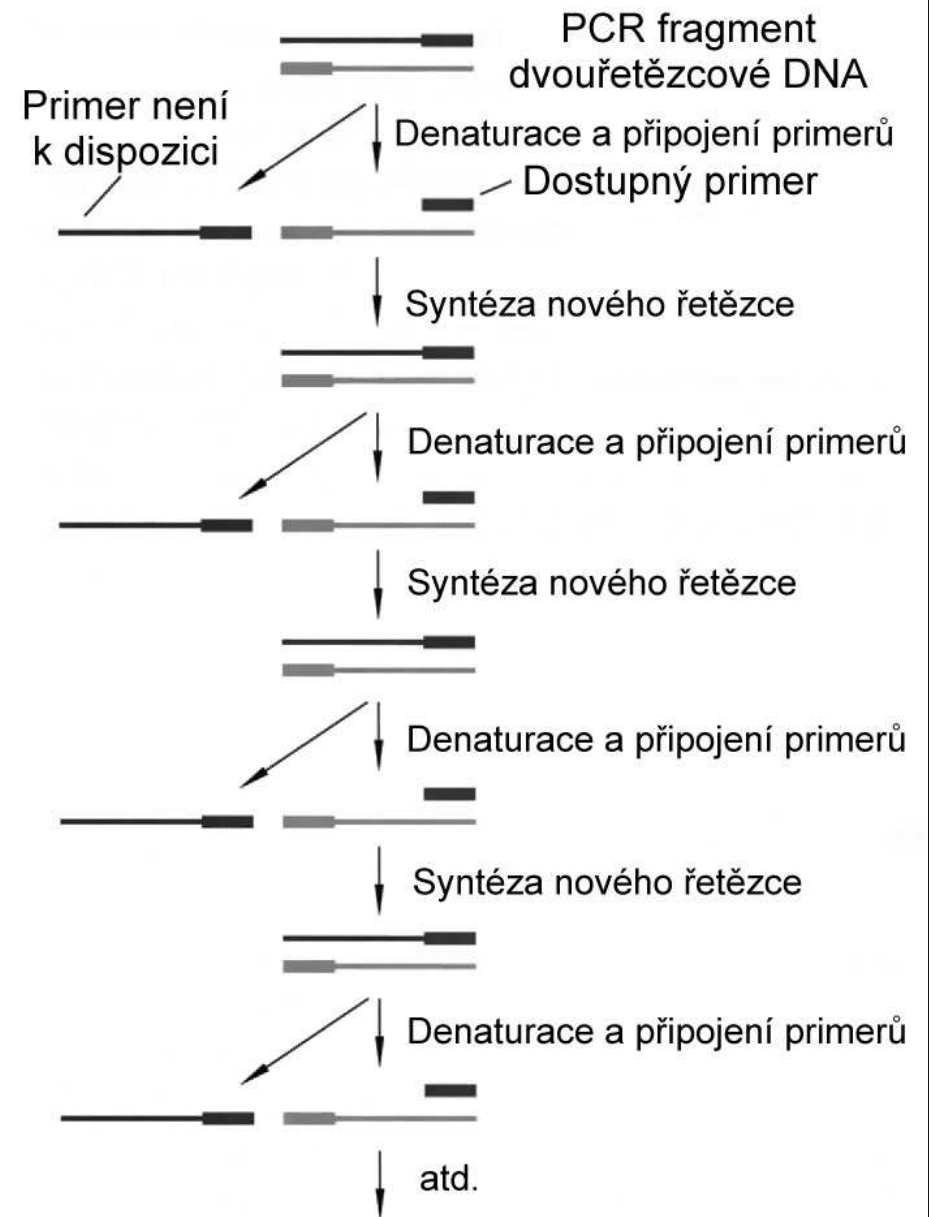 PCR fragment
dvouřetězcové DNA
Primer není
k dispozici
Denaturace a připojení primerů
Dostupný primer
Syntéza nového řetězce
Denaturace a připojení primerů
Syntéza nového řetězce
Denaturace a připojení primerů
Syntéza nového řetězce
Denaturace a připojení primerů
atd.